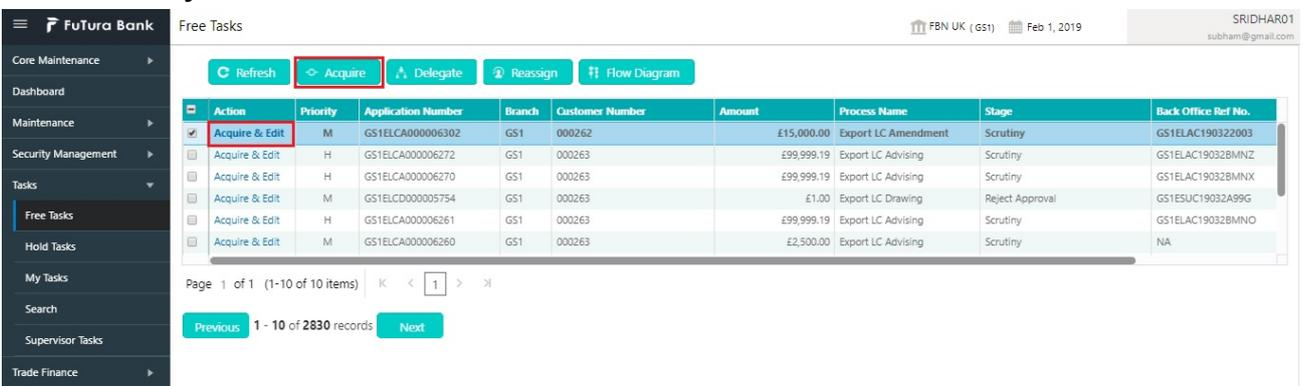 FuTura Bank
Free Tasks
FBN UK (GS1)
Feb 1, 2019
SRIDHAR01
subham@gmail.com
Core Maintenance
Dashboard
Maintenance
Security Management
Tasks
Free Tasks
Hold Tasks
My Tasks
Search
Supervisor Tasks
Trade Finance
Refresh Acquire Delegate Reassign Flow Diagram
Action Priority Application Number Branch Customer Number Amount Process Name Stage Back Office Ref No.
Acquire & Edit M GS1ELCA000006302 GS1 000262 £15,000.00 Export LC Amendment Scrutiny GS1ELAC190322003
Acquire & Edit H GS1ELCA000006272 GS1 000263 £99,999.19 Export LC Advising Scrutiny GS1ELAC19032BMNZ
Acquire & Edit H GS1ELCA000006270 GS1 000263 £99,999.19 Export LC Advising Scrutiny GS1ELAC19032BMNX
Acquire & Edit M GS1ELCD000005754 GS1 000263 £1.00 Export LC Drawing Reject Approval GS1ESUC19032A99G
Acquire & Edit H GS1ELCA000006261 GS1 000263 £99,999.19 Export LC Advising Scrutiny GS1ELAC19032BMNO
Acquire & Edit M GS1ELCA000006260 GS1 000263 £2,500.00 Export LC Advising Scrutiny NA
Page 1 of 1 (1-10 of 10 items) 1
Previous 1 - 10 of 2830 records Next